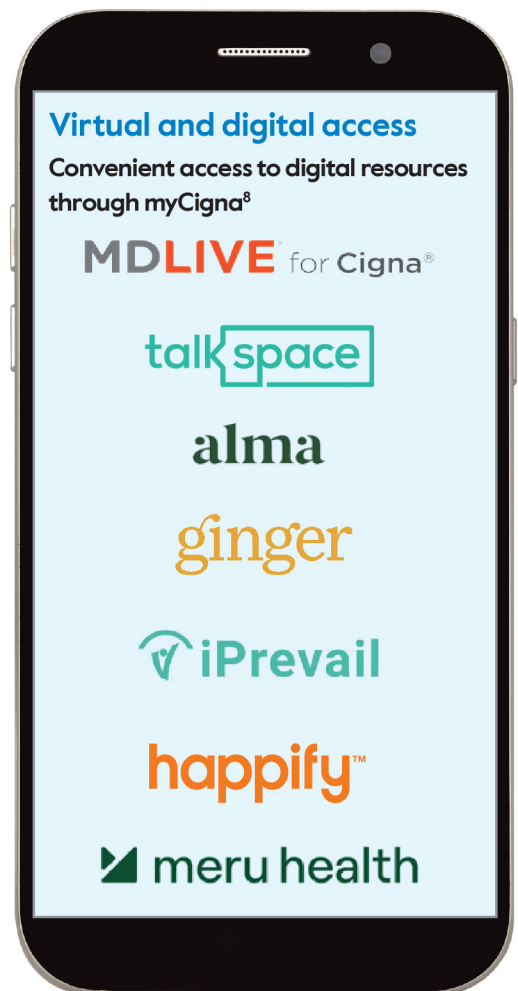 Virtual and digital access
Convenient access to digital resources
through myCigna⁸
MDLIVE for Cigna®
talkspace
alma
ginger
iPrevail
happify™
meru health